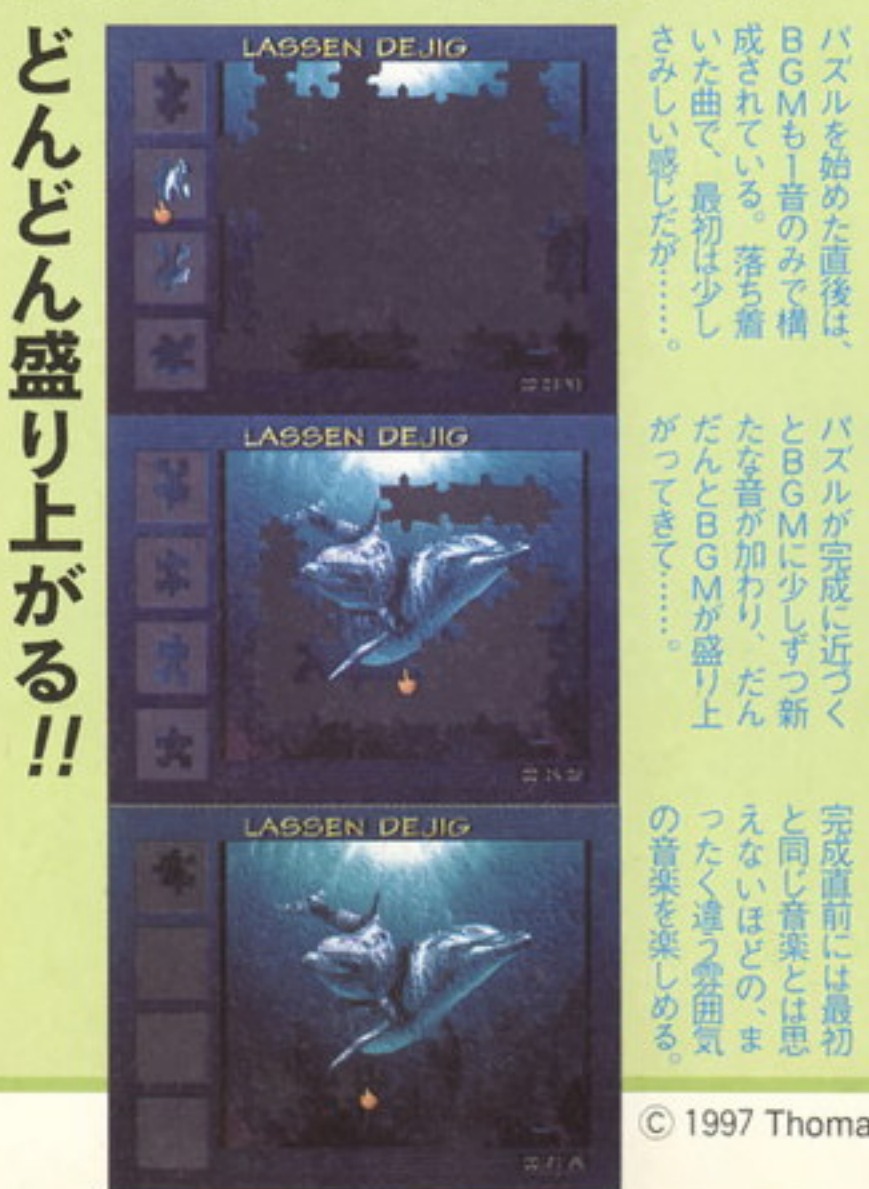 どんどん盛り上がる!!
LASSEN DEJIG
パズルを始めた直後は、
BGMも1音のみで構
成されている。落ち着
いた曲で、最初は少し
さみしい感じだが……。
LASSEN DEJIG
パズルが完成に近づく
とBGMに少しずつ新
たな音が加わり、だん
だんとBGMが盛り上
がってきて……。
LASSEN DEJIG
完成直前には最初
と同じ音楽とは思
えないほどの、ま
ったく違う雰囲気
の音楽を楽しめる。
© 1997 Thoma